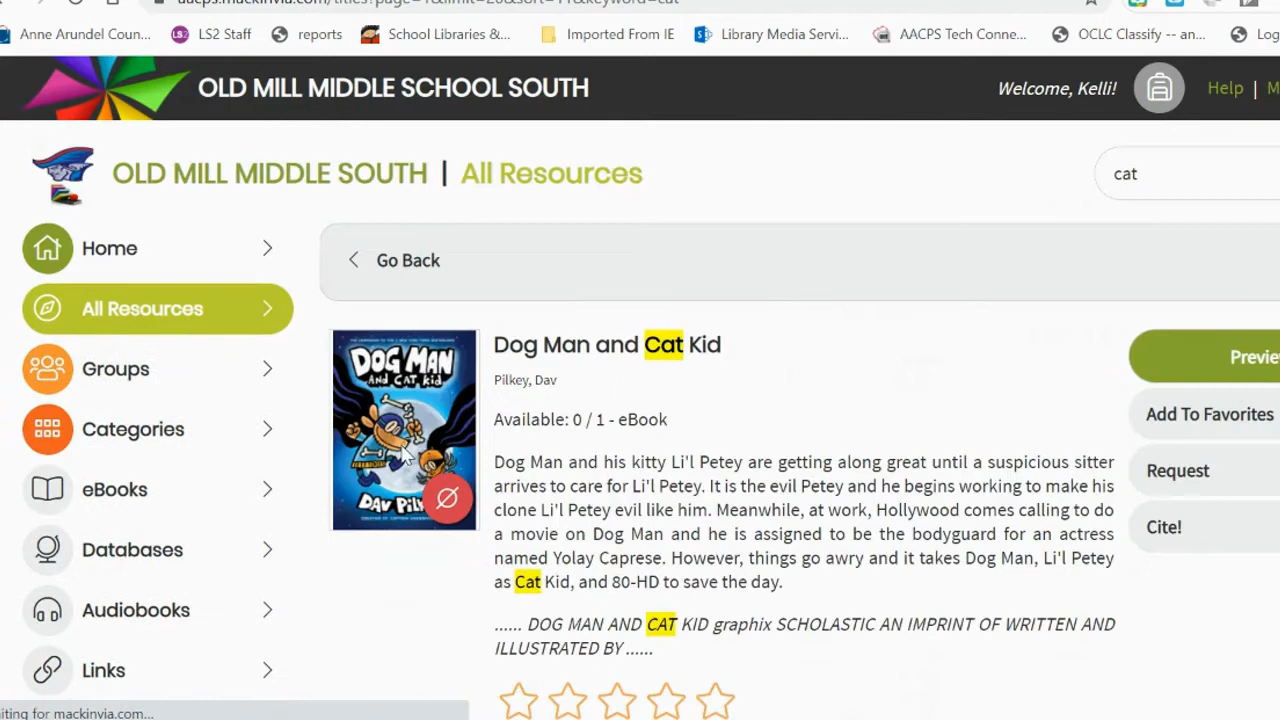 Anne Arundel Coun... LS2 Staff reports School Libraries &... Imported From IE Library Media Servi... AACPS Tech Conne... OCLC Classify -- an... Log
OLD MILL MIDDLE SCHOOL SOUTH Welcome, Kelli! Help | M
OLD MILL MIDDLE SOUTH | All Resources cat
Home
Go Back
All Resources
Groups
Categories
eBooks
Databases
Audiobooks
Links
DOG MAN
AND CAT KID
DAV PIL
Dog Man and Cat Kid
Pilkey, Dav
Available: 0 / 1 - eBook
Dog Man and his kitty Li'l Petey are getting along great until a suspicious sitter
arrives to care for Li'l Petey. It is the evil Petey and he begins working to make his
clone Li'l Petey evil like him. Meanwhile, at work, Hollywood comes calling to do
a movie on Dog Man and he is assigned to be the bodyguard for an actress
named Yolay Caprese. However, things go awry and it takes Dog Man, Li'l Petey
as Cat Kid, and 80-HD to save the day.
...... DOG MAN AND CAT KID graphix SCHOLASTIC AN IMPRINT OF WRITTEN AND
ILLUSTRATED BY ......
Preview
Add To Favorites
Request
Cite!
iting for mackinvia.com...